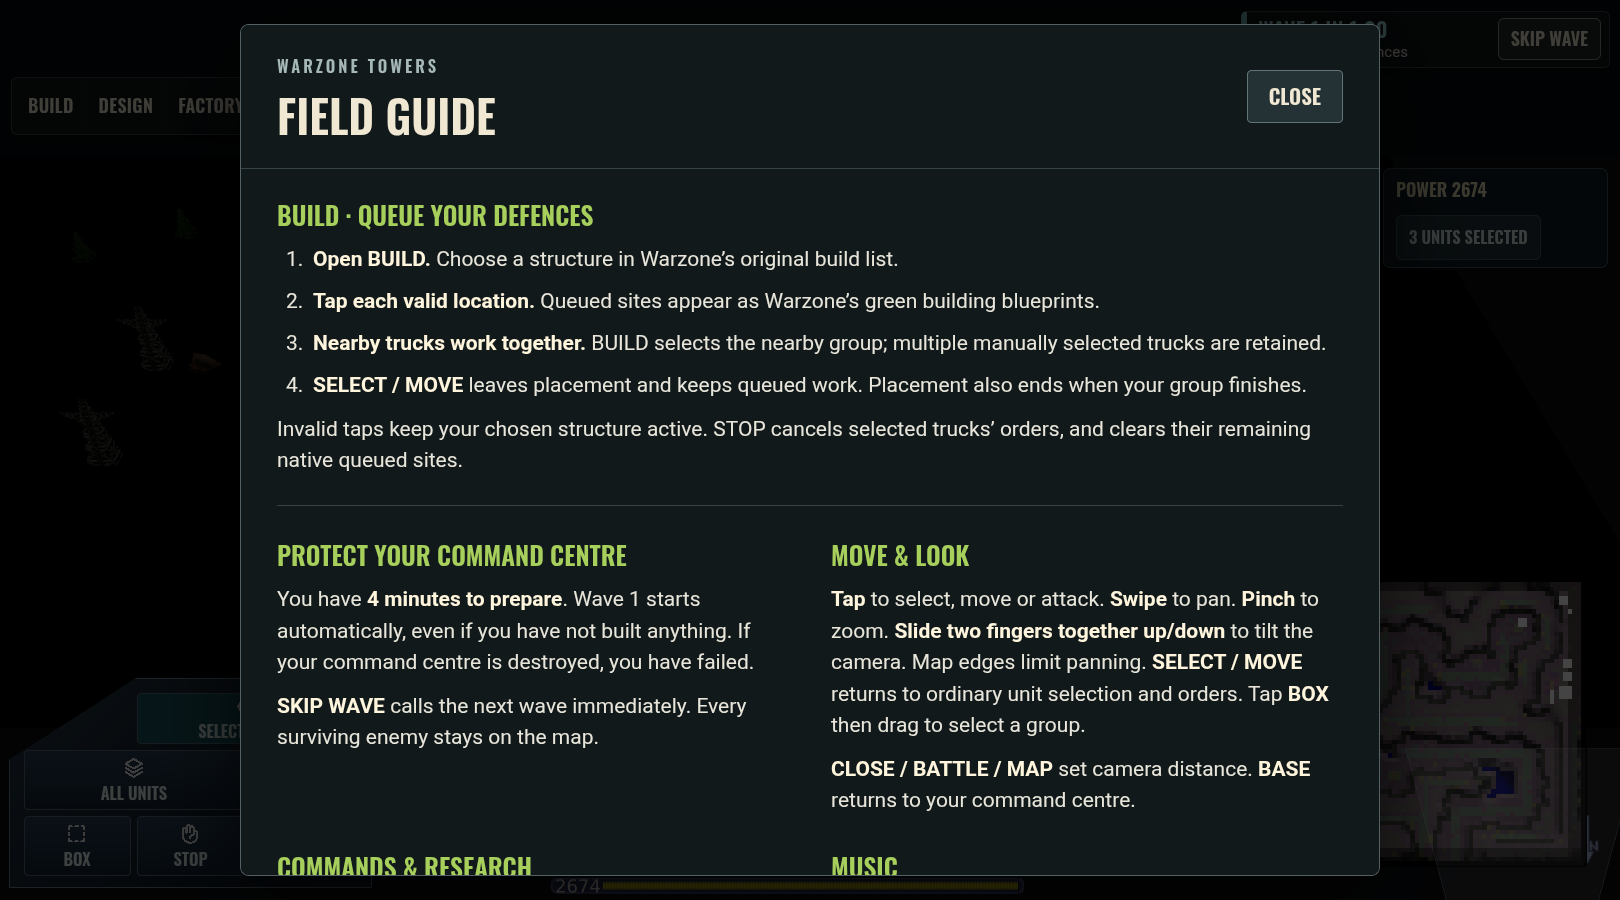 WARZONE TOWERS
FIELD GUIDE
CLOSE
SKIP WAVE
BUILD DESIGN FACTORY
POWER 2674
3 UNITS SELECTED
BUILD · QUEUE YOUR DEFENCES
1. Open BUILD. Choose a structure in Warzone’s original build list.
2. Tap each valid location. Queued sites appear as Warzone’s green building blueprints.
3. Nearby trucks work together. BUILD selects the nearby group; multiple manually selected trucks are retained.
4. SELECT / MOVE leaves placement and keeps queued work. Placement also ends when your group finishes.
Invalid taps keep your chosen structure active. STOP cancels selected trucks’ orders, and clears their remaining
native queued sites.
PROTECT YOUR COMMAND CENTRE
You have 4 minutes to prepare. Wave 1 starts
automatically, even if you have not built anything. If
your command centre is destroyed, you have failed.
SKIP WAVE calls the next wave immediately. Every
surviving enemy stays on the map.
MOVE & LOOK
Tap to select, move or attack. Swipe to pan. Pinch to
zoom. Slide two fingers together up/down to tilt the
camera. Map edges limit panning. SELECT / MOVE
returns to ordinary unit selection and orders. Tap BOX
then drag to select a group.
CLOSE / BATTLE / MAP set camera distance. BASE
returns to your command centre.
COMMANDS & RESEARCH
MUSIC
SELECT
ALL UNITS
BOX
STOP
2674
N